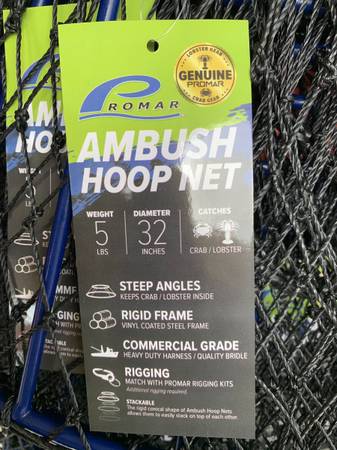 LOBSTER GEAR
GENUINE
PROMAR
CRAB GEAR
PROMAR
AMBUSH
HOOP NET
WEIGHT
5
LBS
DIAMETER
32
INCHES
CATCHES
CRAB / LOBSTER
STEEP ANGLES
KEEPS CRAB / LOBSTER INSIDE
RIGID FRAME
VINYL COATED STEEL FRAME
COMMERCIAL GRADE
HEAVY DUTY HARNESS / QUALITY BRIDLE
RIGGING
MATCH WITH PROMAR RIGGING KITS
Additional rigging required.
STACKABLE
The rigid conical shape of Ambush Hoop Nets
allows them to easily stack on top of each other.